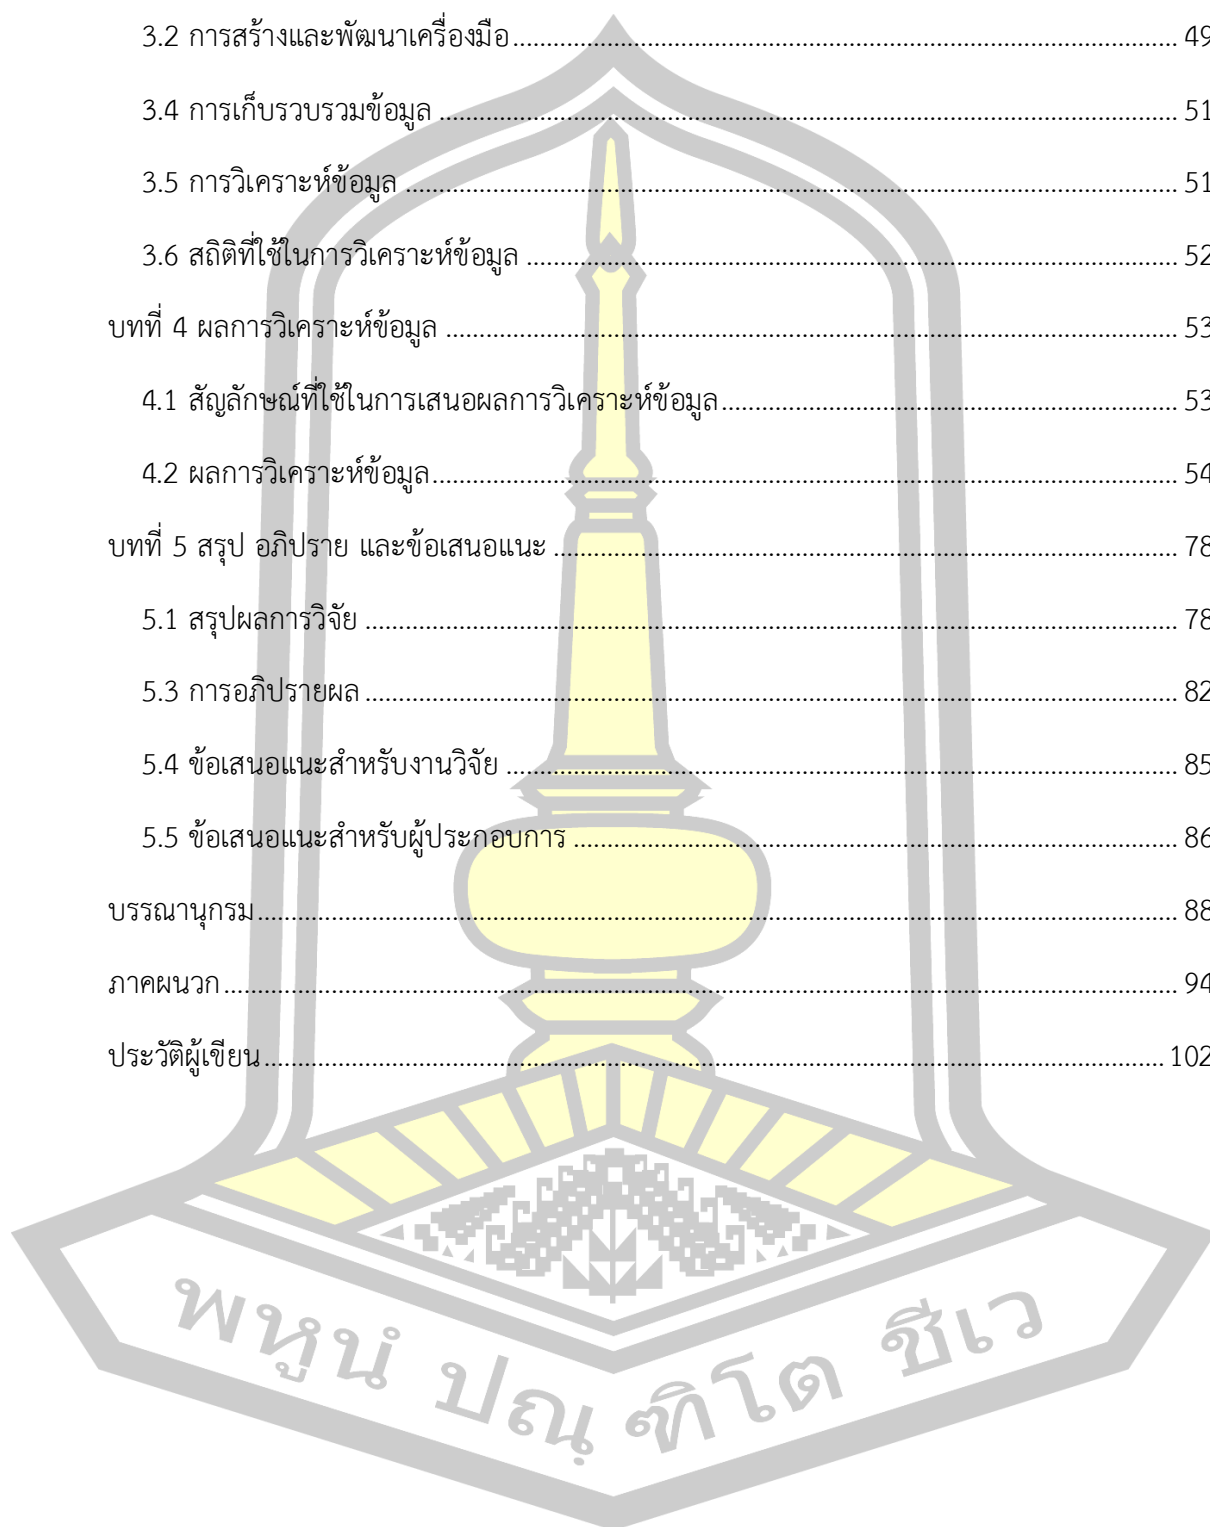 3.2 การสร้างและพัฒนาเครื่องมือ.......................................................................................... 49
3.4 การเก็บรวบรวมข้อมูล .................................................................................................... 51
3.5 การวิเคราะห์ข้อมูล ......................................................................................................... 51
3.6 สถิติที่ใช้ในการวิเคราะห์ข้อมูล ......................................................................................... 52
บทที่ 4 ผลการวิเคราะห์ข้อมูล .................................................................................................... 53
4.1 สัญลักษณ์ที่ใช้ในการเสนอผลการวิเคราะห์ข้อมูล............................................................... 53
4.2 ผลการวิเคราะห์ข้อมูล..................................................................................................... 54
บทที่ 5 สรุป อภิปราย และข้อเสนอแนะ ...................................................................................... 78
5.1 สรุปผลการวิจัย .............................................................................................................. 78
5.3 การอภิปรายผล .............................................................................................................. 82
5.4 ข้อเสนอแนะสำหรับงานวิจัย ............................................................................................ 85
5.5 ข้อเสนอแนะสำหรับผู้ประกอบการ ................................................................................... 86
บรรณานุกรม............................................................................................................................. 88
ภาคผนวก ................................................................................................................................. 94
ประวัติผู้เขียน .......................................................................................................................... 102
พหูนํ ปณฺฑิโต ชีเว